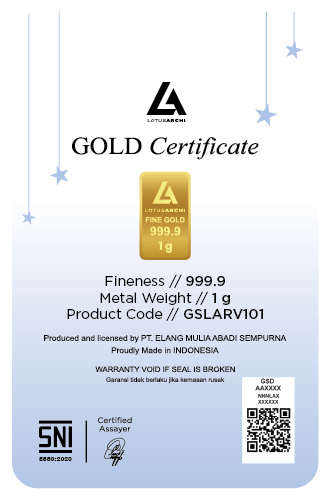 LOTUSARCHI
GOLD Certificate
LOTUSARCHI
FINE GOLD
999.9
1g
Fineness // 999.9
Metal Weight // 1 g
Product Code // GSLARV101
Produced and licensed by PT. ELANG MULIA ABADI SEMPURNA
Proudly Made in INDONESIA
WARRANTY VOID IF SEAL IS BROKEN
Garansi tidak berlaku jika kemasan rusak
SNI
8880:2020
Certified
Assayer
GSD
AAXXXX
NNNLAX
XXXXXX